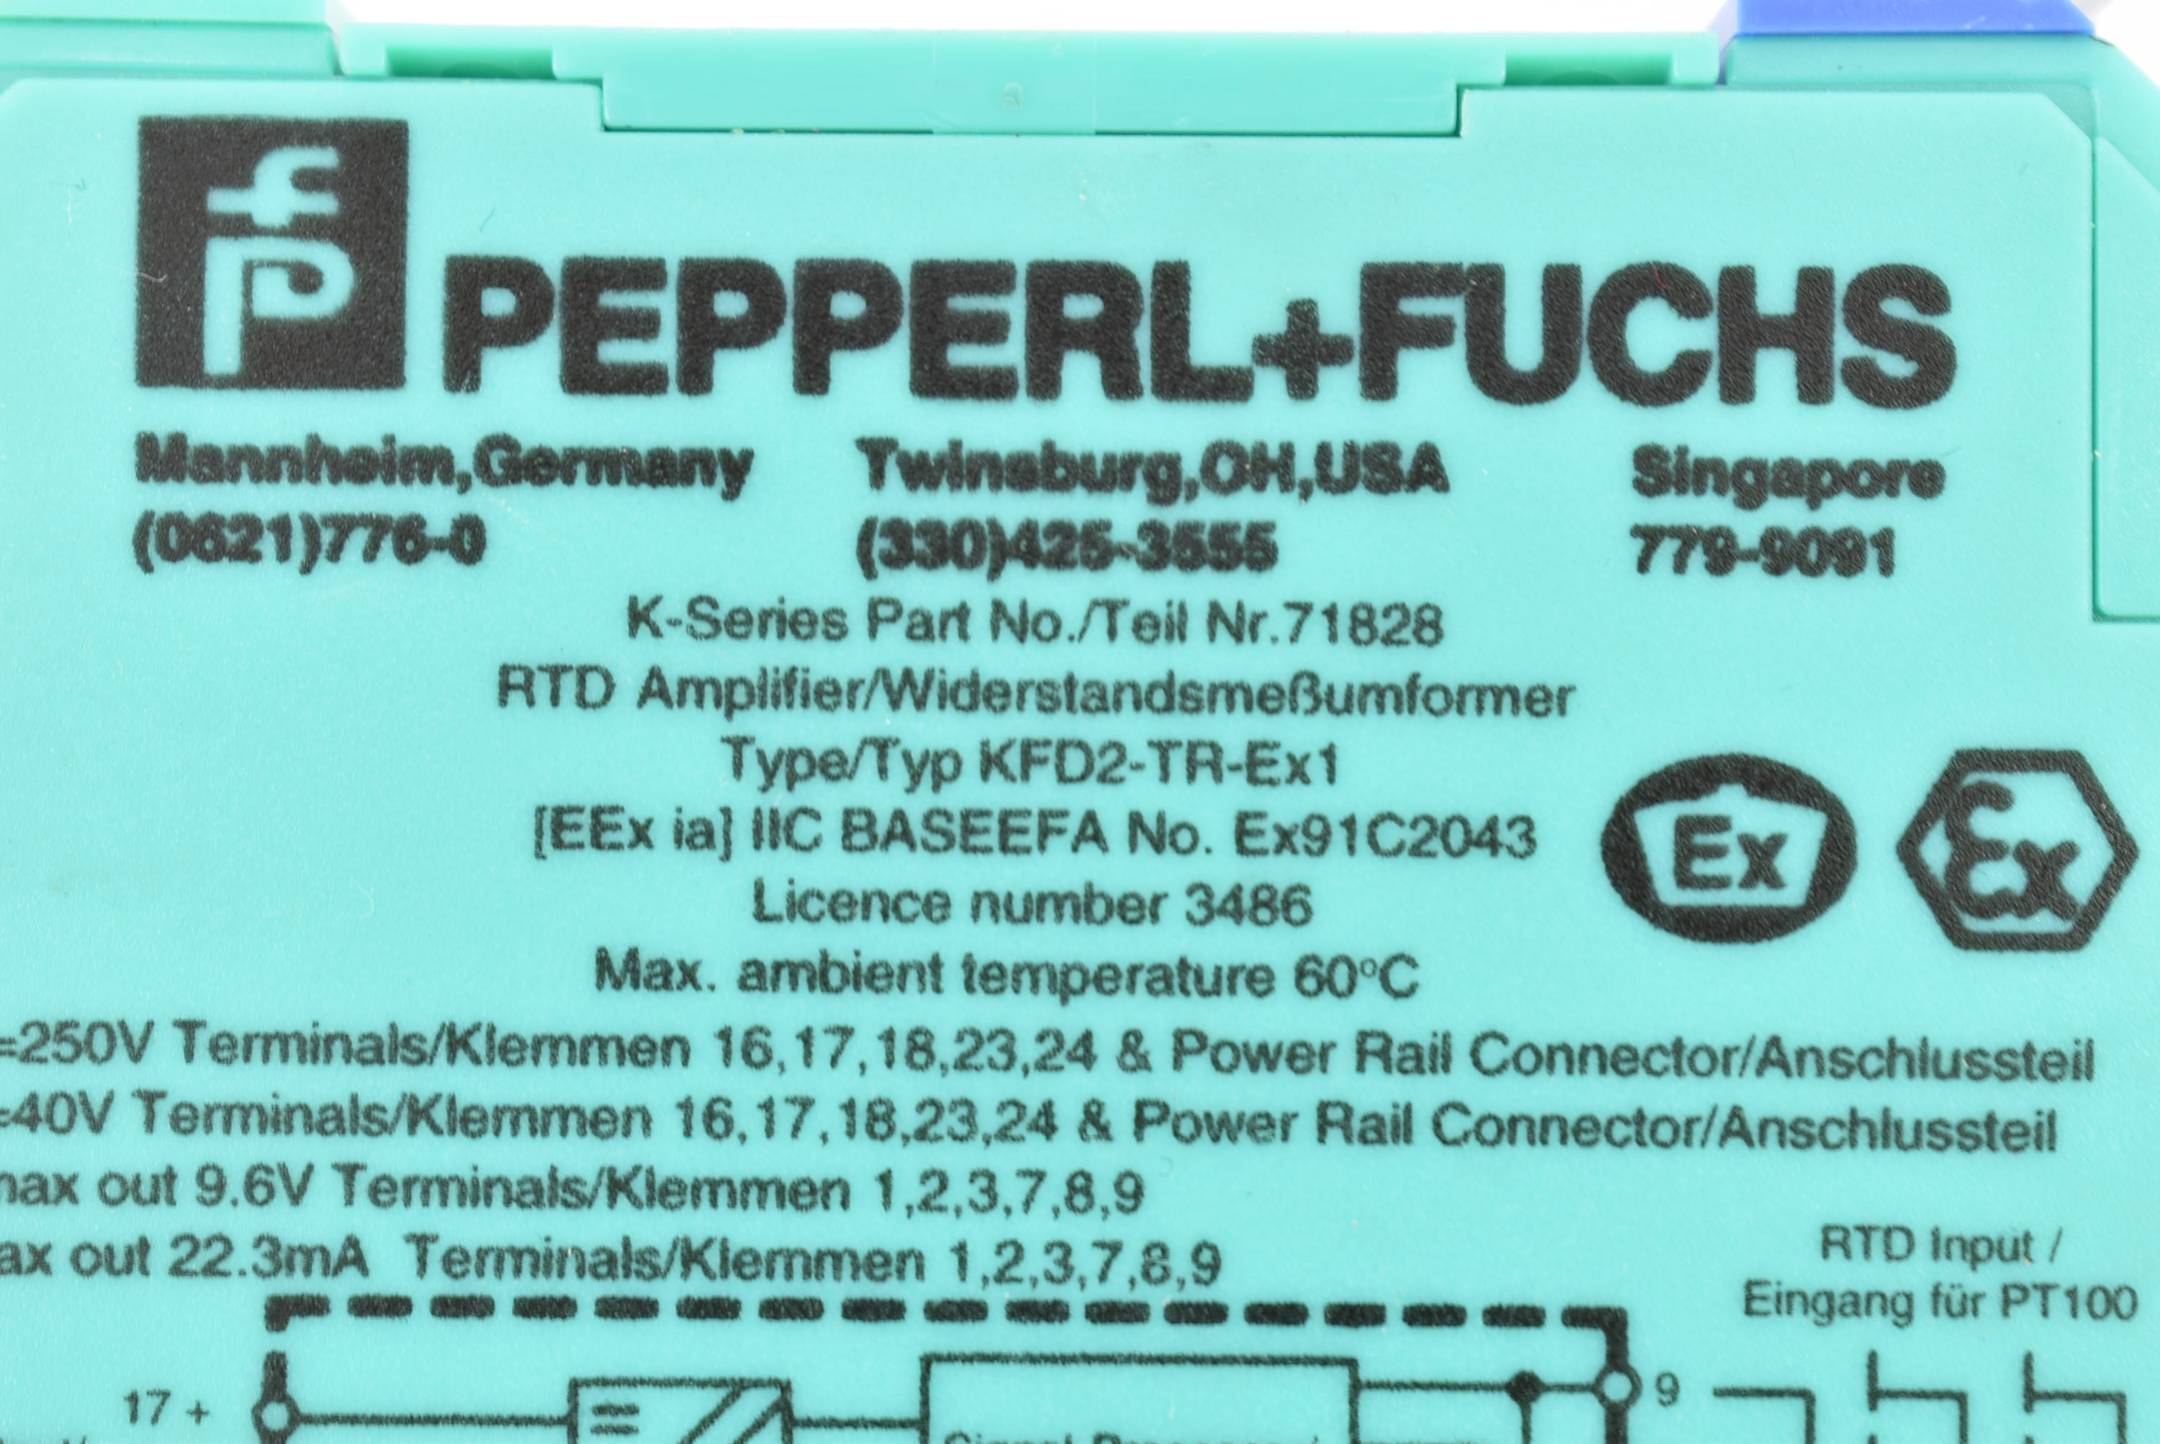 fp
PEPPERL+FUCHS
Mannheim,Germany Twinsburg,OH,USA Singapore
(0621)776-0 (330)425-3555 779-9091
K-Series Part No./Teil Nr.71828
RTD Amplifier/Widerstandsmeßumformer
Type/Typ KFD2-TR-Ex1
[EEx ia] IIC BASEEFA No. Ex91C2043
Ex Ex
Licence number 3486
Max. ambient temperature 60°C
=250V Terminals/Klemmen 16,17,18,23,24 & Power Rail Connector/Anschlussteil
=40V Terminals/Klemmen 16,17,18,23,24 & Power Rail Connector/Anschlussteil
max out 9.6V Terminals/Klemmen 1,2,3,7,8,9
ax out 22.3mA Terminals/Klemmen 1,2,3,7,8,9
RTD Input /
Eingang für PT100
17 + 9